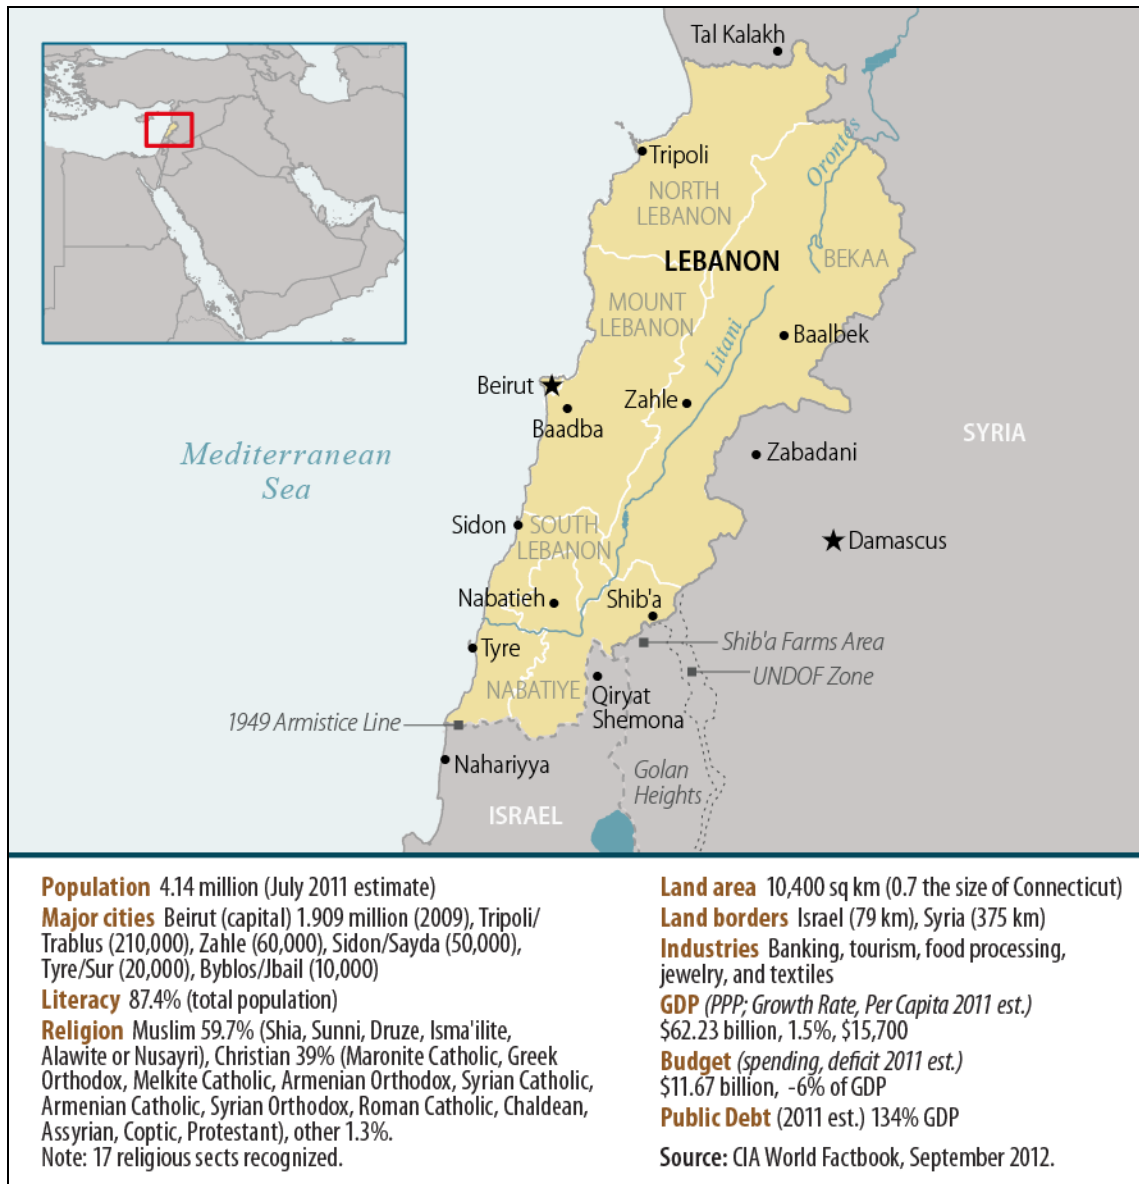 Tal Kalakh
Orontes
Tripoli
NORTH
LEBANON
LEBANON
BEKAA
MOUNT
LEBANON
Litani
Baalbek
Beirut
Zahle
Baadba
SYRIA
Mediterranean
Sea
Zabadani
Sidon
SOUTH
LEBANON
Damascus
Nabatieh
Shib'a
Tyre
Shib'a Farms Area
UNDOF Zone
NABATIYE
Qiryat
Shemona
1949 Armistice Line
Nahariyya
Golan
Heights
ISRAEL
Population 4.14 million (July 2011 estimate)
Major cities Beirut (capital) 1.909 million (2009), Tripoli/
Trablus (210,000), Zahle (60,000), Sidon/Sayda (50,000),
Tyre/Sur (20,000), Byblos/Jbail (10,000)
Literacy 87.4% (total population)
Religion Muslim 59.7% (Shia, Sunni, Druze, Isma'ilite,
Alawite or Nusayri), Christian 39% (Maronite Catholic, Greek
Orthodox, Melkite Catholic, Armenian Orthodox, Syrian Catholic,
Armenian Catholic, Syrian Orthodox, Roman Catholic, Chaldean,
Assyrian, Coptic, Protestant), other 1.3%.
Note: 17 religious sects recognized.
Land area 10,400 sq km (0.7 the size of Connecticut)
Land borders Israel (79 km), Syria (375 km)
Industries Banking, tourism, food processing,
jewelry, and textiles
GDP (PPP; Growth Rate, Per Capita 2011 est.)
$62.23 billion, 1.5%, $15,700
Budget (spending, deficit 2011 est.)
$11.67 billion, -6% of GDP
Public Debt (2011 est.) 134% GDP
Source: CIA World Factbook, September 2012.